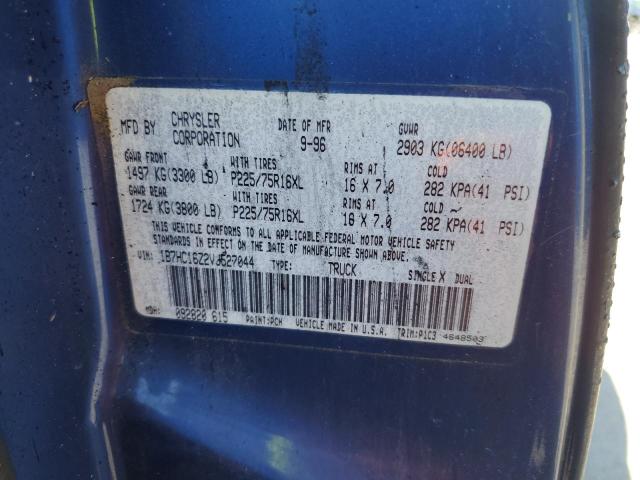 MFD BY CHRYSLER CORPORATION DATE OF MFR 9-96 GVWR 2903 KG(06400 LB)
GAWR FRONT WITH TIRES RIMS AT COLD
1497 KG(3300 LB) P225/75R16XL 16 X 7.0 282 KPA(41 PSI)
GAWR REAR WITH TIRES RIMS AT COLD
1724 KG(3800 LB) P225/75R16XL 16 X 7.0 282 KPA(41 PSI)
THIS VEHICLE CONFORMS TO ALL APPLICABLE FEDERAL MOTOR VEHICLE SAFETY
STANDARDS IN EFFECT ON THE DATE OF MANUFACTURE SHOWN ABOVE.
VIN: 1B7HC16Z2VJ527044 TYPE: TRUCK SINGLE X DUAL
MDH: 092820 615 PAINT:PCH VEHICLE MADE IN U.S.A. TRIM:P1C3 4648503